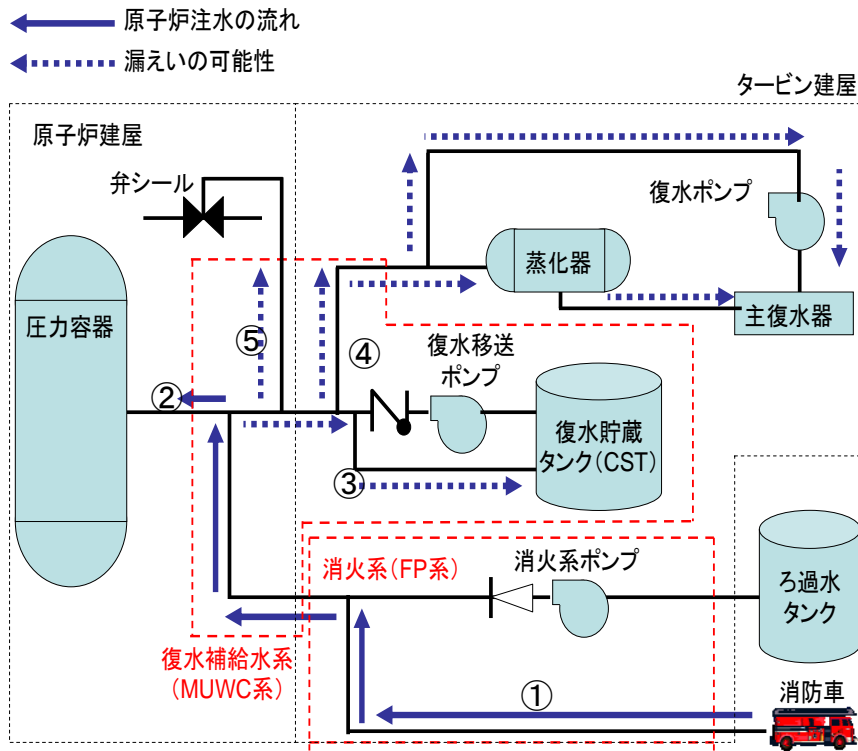 原子炉注水の流れ
漏えいの可能性
タービン建屋
原子炉建屋
弁シール
復水ポンプ
蒸化器
主復水器
圧力容器
⑤
④
復水移送
ポンプ
②
復水貯蔵
タンク(CST)
③
消火系(FP系)
消火系ポンプ
ろ過水
タンク
復水補給水系
(MUWC系)
①
消防車